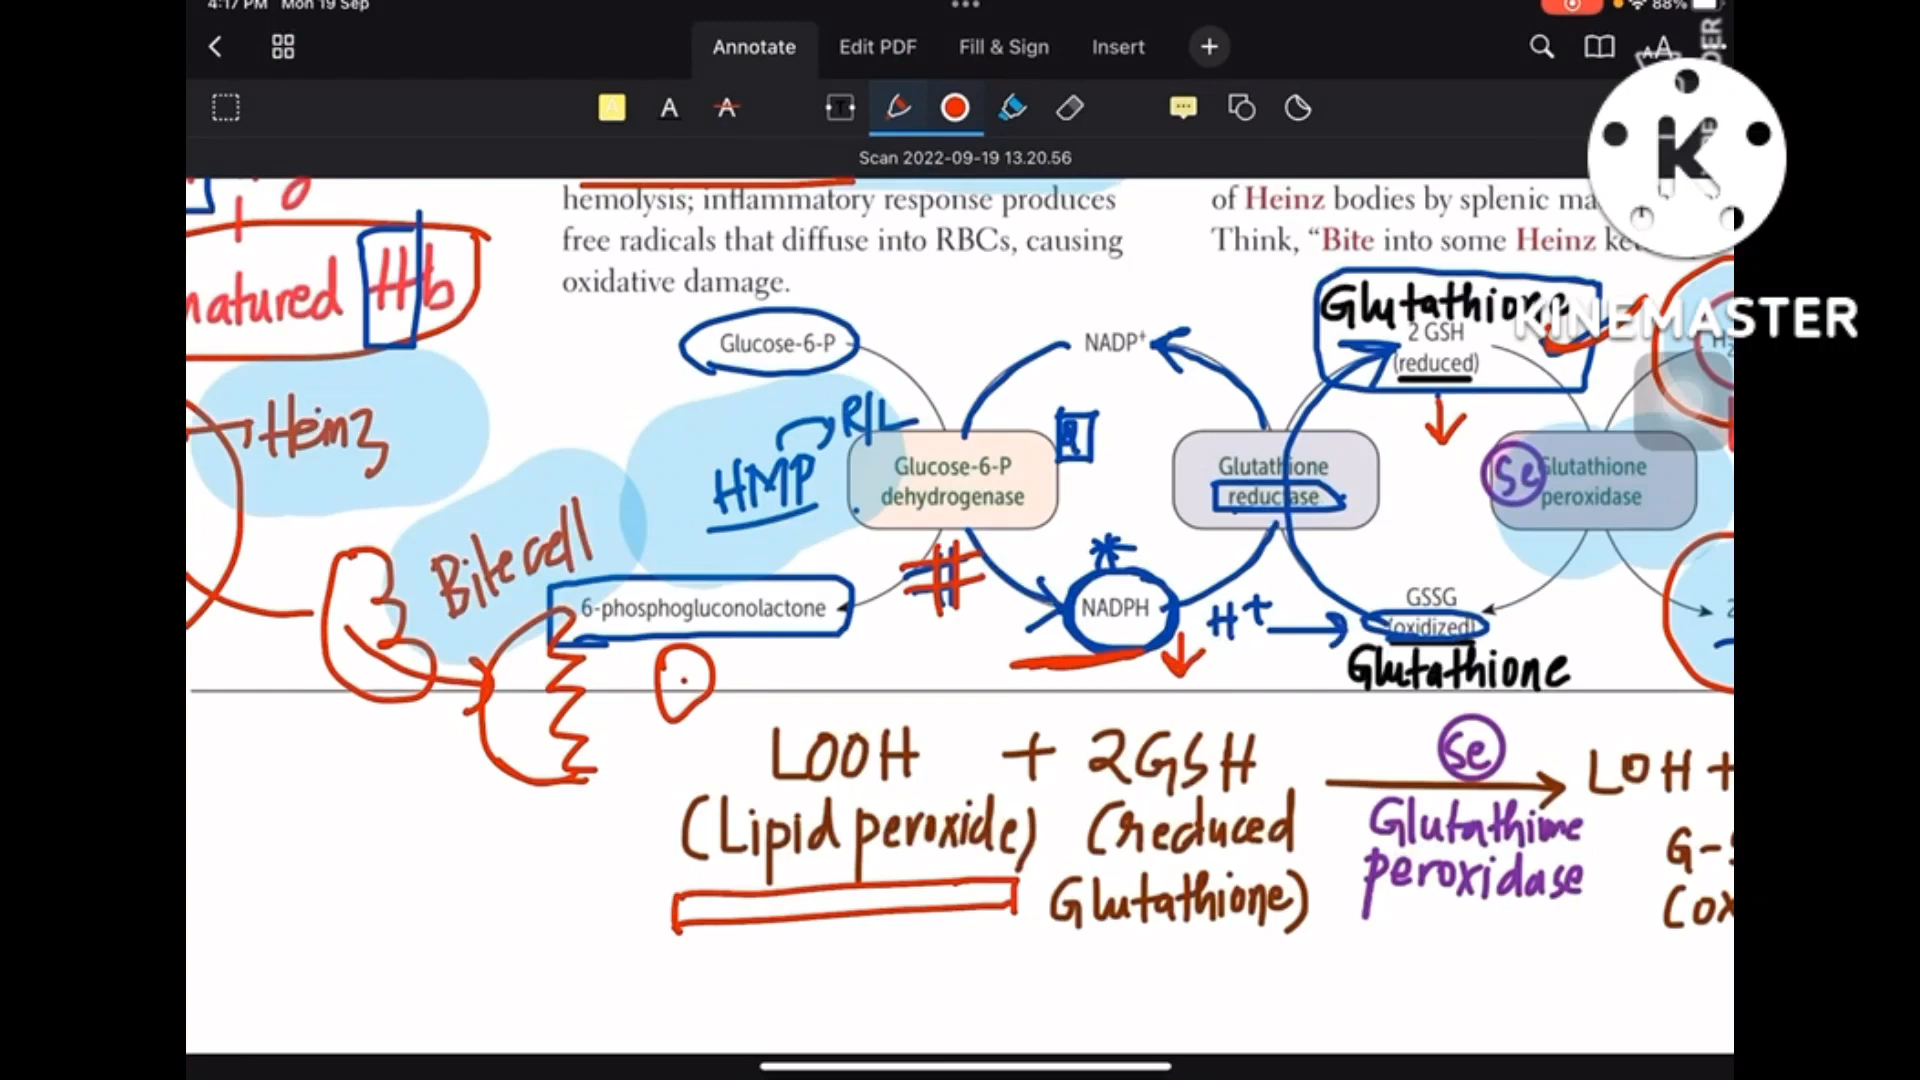 4:17 PM Mon 19 Sep
88%
Annotate Edit PDF Fill & Sign Insert
Scan 2022-09-19 13.20.56
KINEMASTER
hemolysis; inflammatory response produces
free radicals that diffuse into RBCs, causing
oxidative damage.
of Heinz bodies by splenic
Think, “Bite into some Heinz
Hb
Heinz
Bite cell
HMP
R/L
Glucose-6-P
NADP+
Glutathione
2 GSH
(reduced)
Glucose-6-P
dehydrogenase
Glutathione
reductase
Se
Glutathione
peroxidase
6-phosphogluconolactone
NADPH
H+
GSSG
(oxidized)
Glutathione
LOOH + 2GSH
Se
LOH +
(Lipid peroxide)
(reduced
Glutathione)
Glutathione
peroxidase